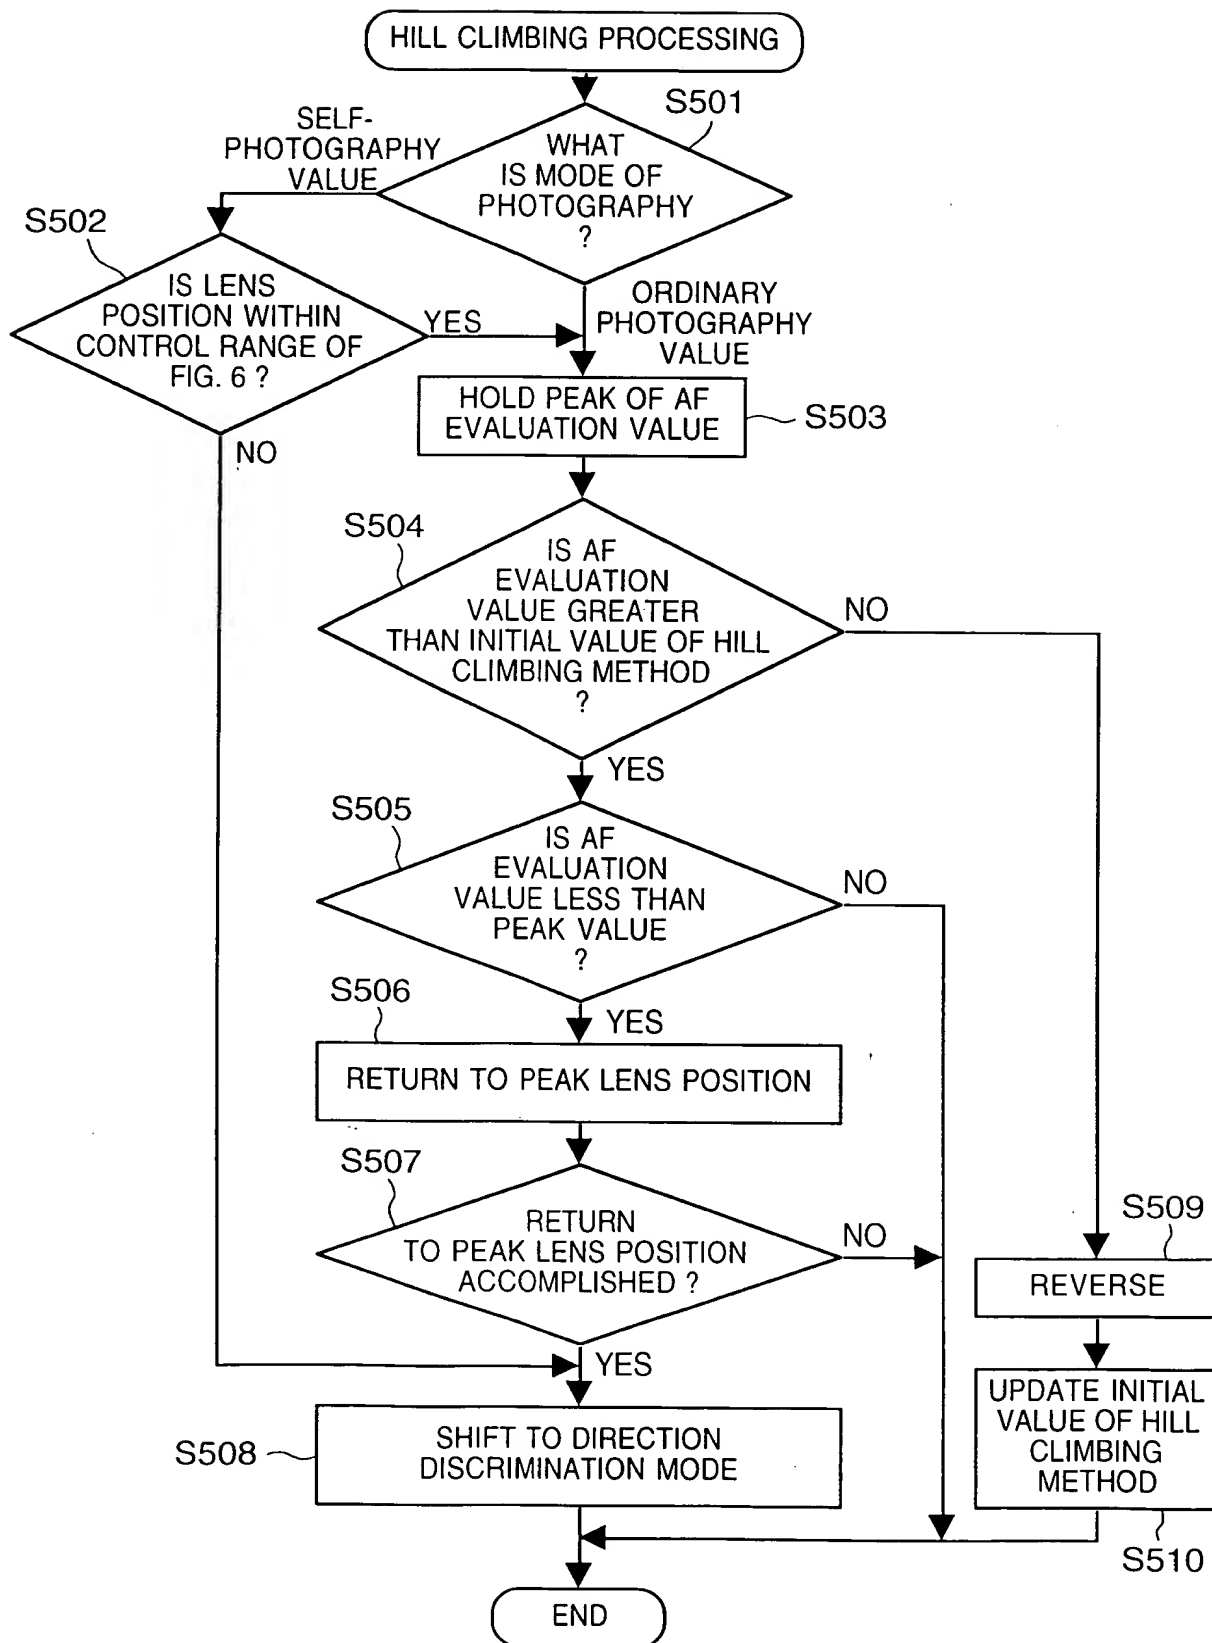 HILL CLIMBING PROCESSING
S501
SELF-
PHOTOGRAPHY
VALUE
WHAT
IS MODE OF
PHOTOGRAPHY
?
S502
IS LENS
POSITION WITHIN
CONTROL RANGE OF
FIG. 6 ?
YES
ORDINARY
PHOTOGRAPHY
VALUE
NO
HOLD PEAK OF AF
EVALUATION VALUE
S503
S504
IS AF
EVALUATION
VALUE GREATER
THAN INITIAL VALUE OF HILL
CLIMBING METHOD
?
NO
YES
S505
IS AF
EVALUATION
VALUE LESS THAN
PEAK VALUE
?
NO
YES
S506
RETURN TO PEAK LENS POSITION
S507
RETURN
TO PEAK LENS POSITION
ACCOMPLISHED ?
NO
YES
S509
REVERSE
S508
SHIFT TO DIRECTION
DISCRIMINATION MODE
UPDATE INITIAL
VALUE OF HILL
CLIMBING
METHOD
S510
END